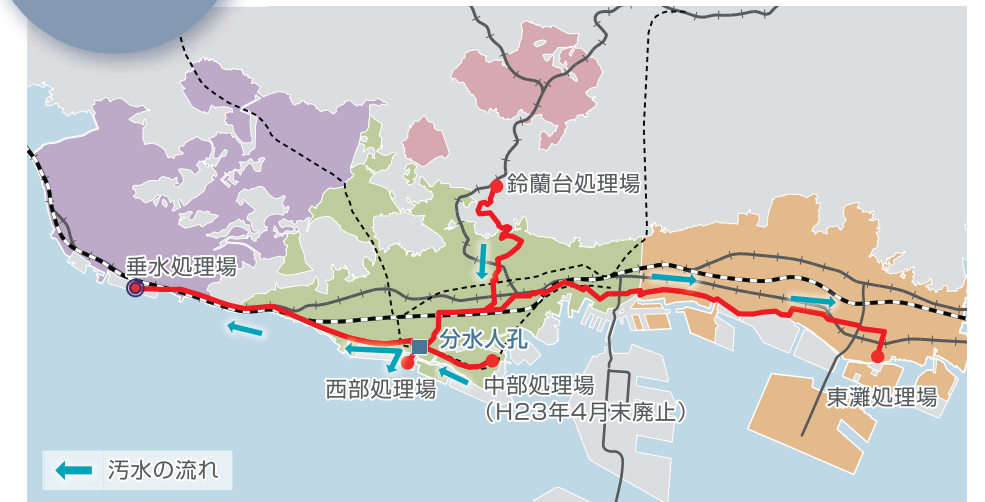 鈴蘭台処理場
垂水処理場
分水人孔
西部処理場
中部処理場
（H23年4月末廃止）
東灘処理場
汚水の流れ